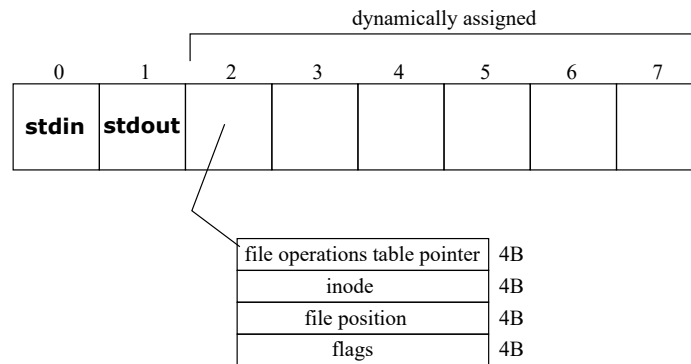 dynamically assigned
0 1 2 3 4 5 6 7
stdin stdout
file operations table pointer 4B
inode 4B
file position 4B
flags 4B